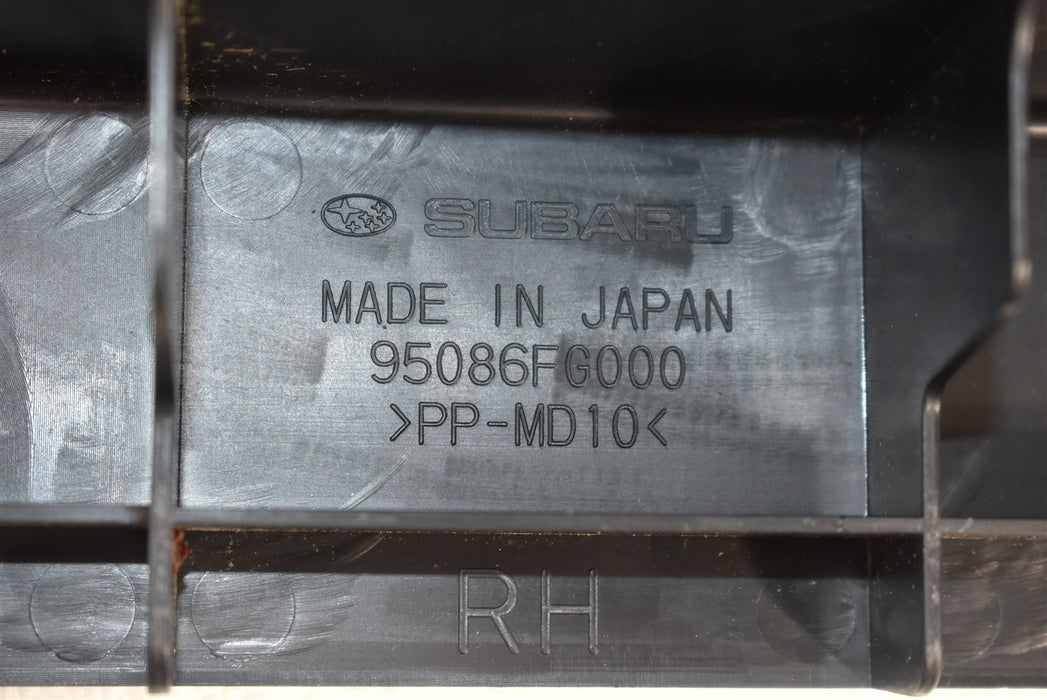 SUBARU
MADE IN JAPAN
95086FG000
>PP-MD10<
RH